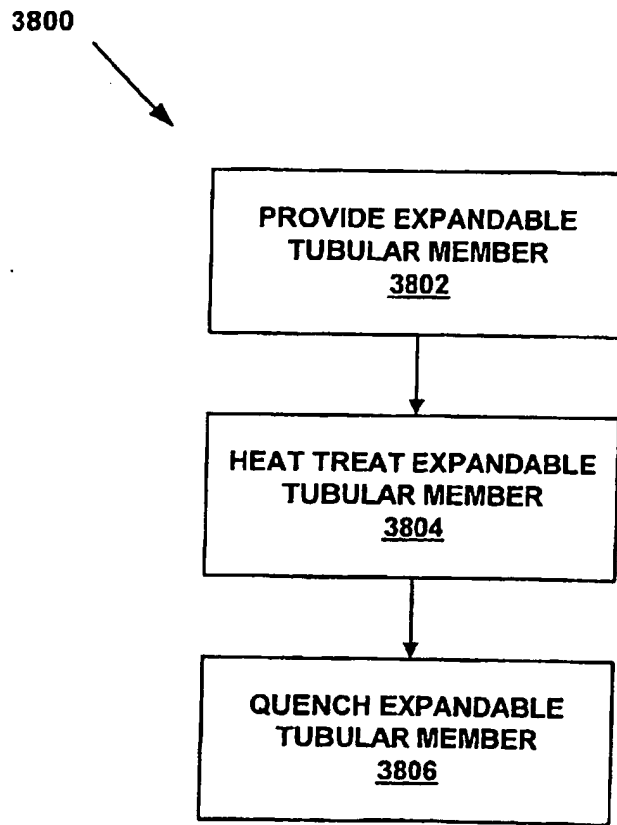 3800
PROVIDE EXPANDABLE
TUBULAR MEMBER
3802
HEAT TREAT EXPANDABLE
TUBULAR MEMBER
3804
QUENCH EXPANDABLE
TUBULAR MEMBER
3806